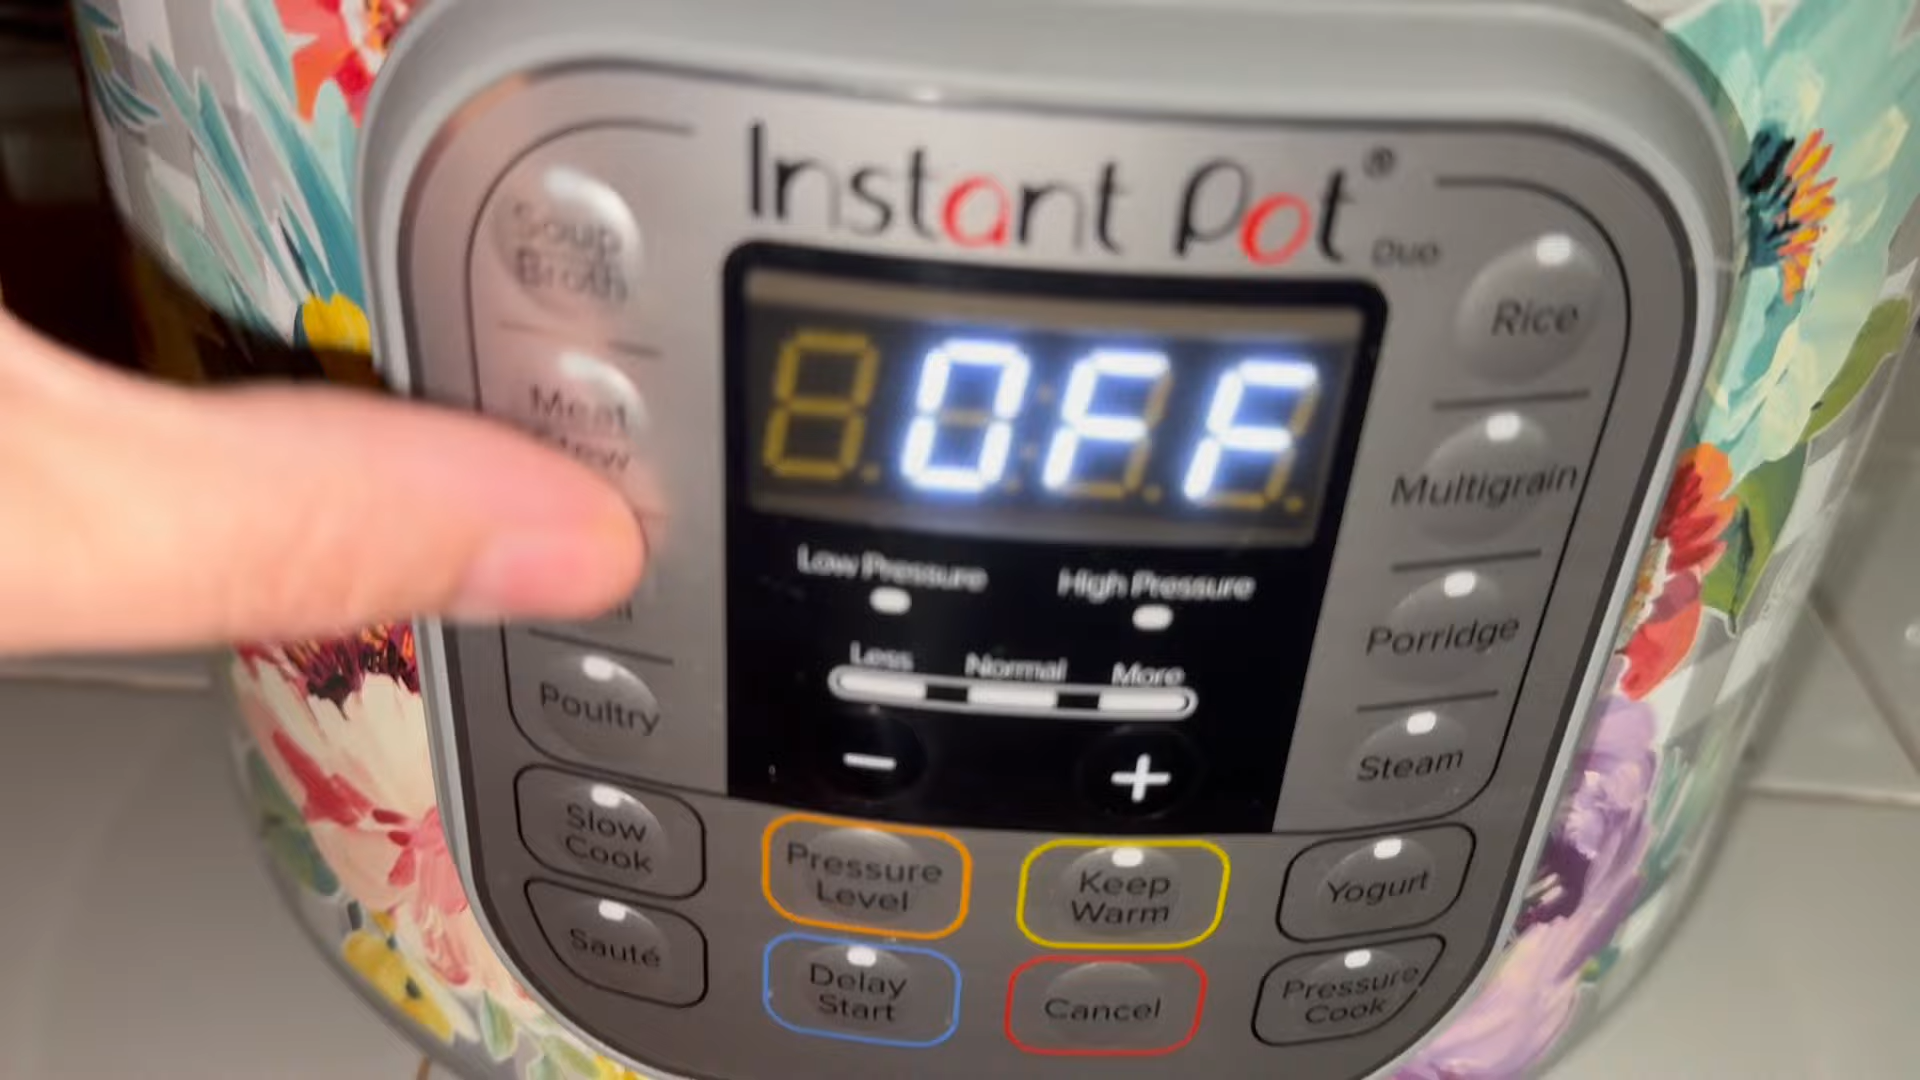 Instant Pot® Duo
OFF
Soup
Broth
Meat
Poultry
Slow
Cook
Sauté
Low Pressure
High Pressure
Less
Normal
More
−
+
Pressure
Level
Keep
Warm
Delay
Start
Cancel
Rice
Multigrain
Porridge
Steam
Yogurt
Pressure
Cook